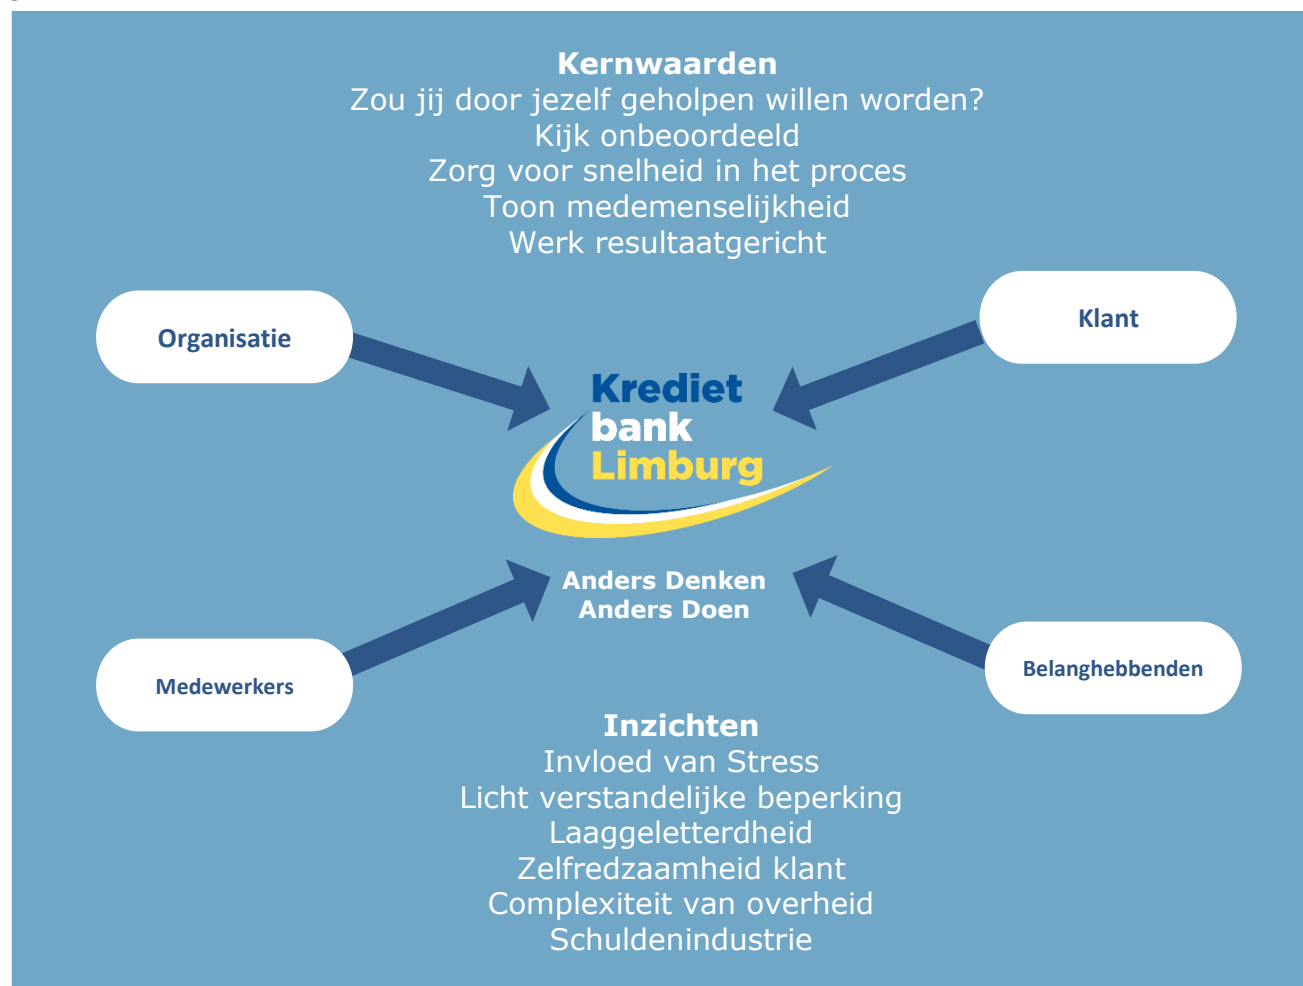 Kernwaarden
Zou jij door jezelf geholpen willen worden?
Kijk onbeoordeeld
Zorg voor snelheid in het proces
Toon medemenselijkheid
Werk resultaatgericht
Organisatie
Klant
Krediet
bank
Limburg
Anders Denken
Anders Doen
Medewerkers
Belanghebbenden
Inzichten
Invloed van Stress
Licht verstandelijke beperking
Laaggeletterdheid
Zelfredzaamheid klant
Complexiteit van overheid
Schuldenindustrie